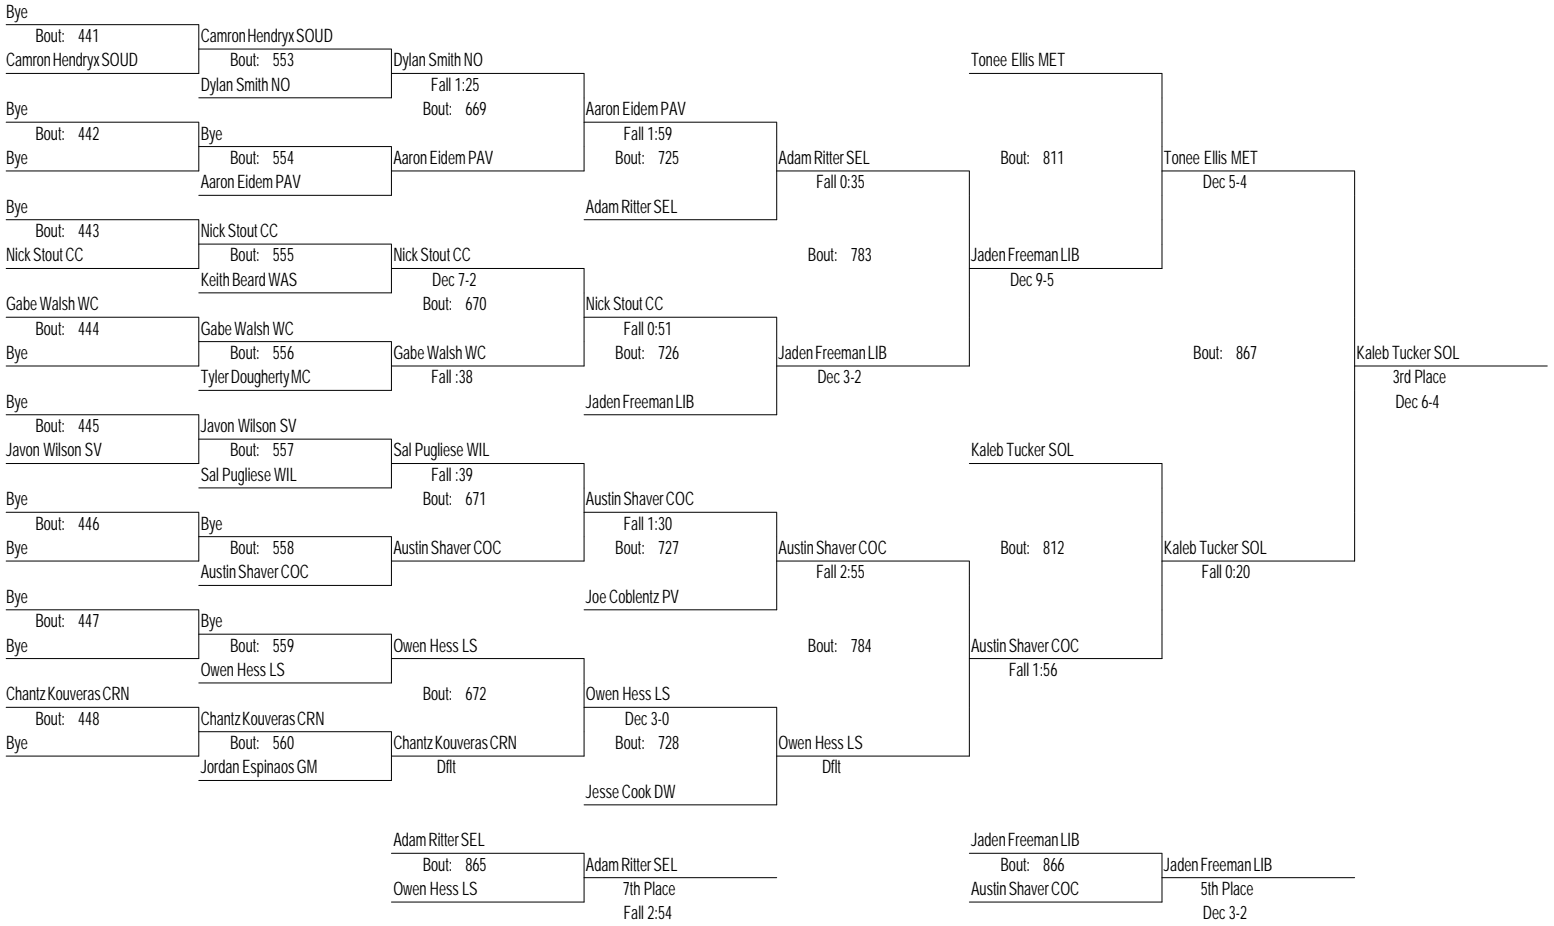 Bye
Bout: 441
Camron Hendryx SOUD
Bye
Bout: 442
Bye
Bye
Bout: 443
Nick Stout CC
Gabe Walsh WC
Bout: 444
Bye
Bye
Bout: 445
Javon Wilson SV
Bye
Bout: 446
Bye
Bye
Bout: 447
Bye
Chantz Kouveras CRN
Bout: 448
Bye
Camron Hendryx SOUD
Bout: 553
Dylan Smith NO
Bye
Bout: 554
Aaron Eidem PAV
Nick Stout CC
Bout: 555
Keith Beard WAS
Gabe Walsh WC
Bout: 556
Tyler Dougherty MC
Javon Wilson SV
Bout: 557
Sal Pugliese WIL
Bye
Bout: 558
Austin Shaver COC
Bye
Bout: 559
Owen Hess LS
Chantz Kouveras CRN
Bout: 560
Jordan Espinaos GM
Dylan Smith NO
Fall 1:25
Bout: 669
Aaron Eidem PAV
Nick Stout CC
Dec 7-2
Bout: 670
Gabe Walsh WC
Fall :38
Sal Pugliese WIL
Fall :39
Bout: 671
Austin Shaver COC
Owen Hess LS
Bout: 672
Chantz Kouveras CRN
Dflt
Aaron Eidem PAV
Fall 1:59
Bout: 725
Adam Ritter SEL
Nick Stout CC
Fall 0:51
Bout: 726
Jaden Freeman LIB
Austin Shaver COC
Fall 1:30
Bout: 727
Joe Coblentz PV
Owen Hess LS
Dec 3-0
Bout: 728
Jesse Cook DW
Adam Ritter SEL
Fall 0:35
Bout: 783
Jaden Freeman LIB
Dec 3-2
Austin Shaver COC
Fall 2:55
Bout: 784
Owen Hess LS
Dflt
Tonee Ellis MET
Bout: 811
Jaden Freeman LIB
Dec 9-5
Kaleb Tucker SOL
Bout: 812
Austin Shaver COC
Fall 1:56
Tonee Ellis MET
Dec 5-4
Bout: 867
Kaleb Tucker SOL
Fall 0:20
Kaleb Tucker SOL
3rd Place
Dec 6-4
Adam Ritter SEL
Bout: 865
Owen Hess LS
Adam Ritter SEL
7th Place
Fall 2:54
Jaden Freeman LIB
Bout: 866
Austin Shaver COC
Jaden Freeman LIB
5th Place
Dec 3-2